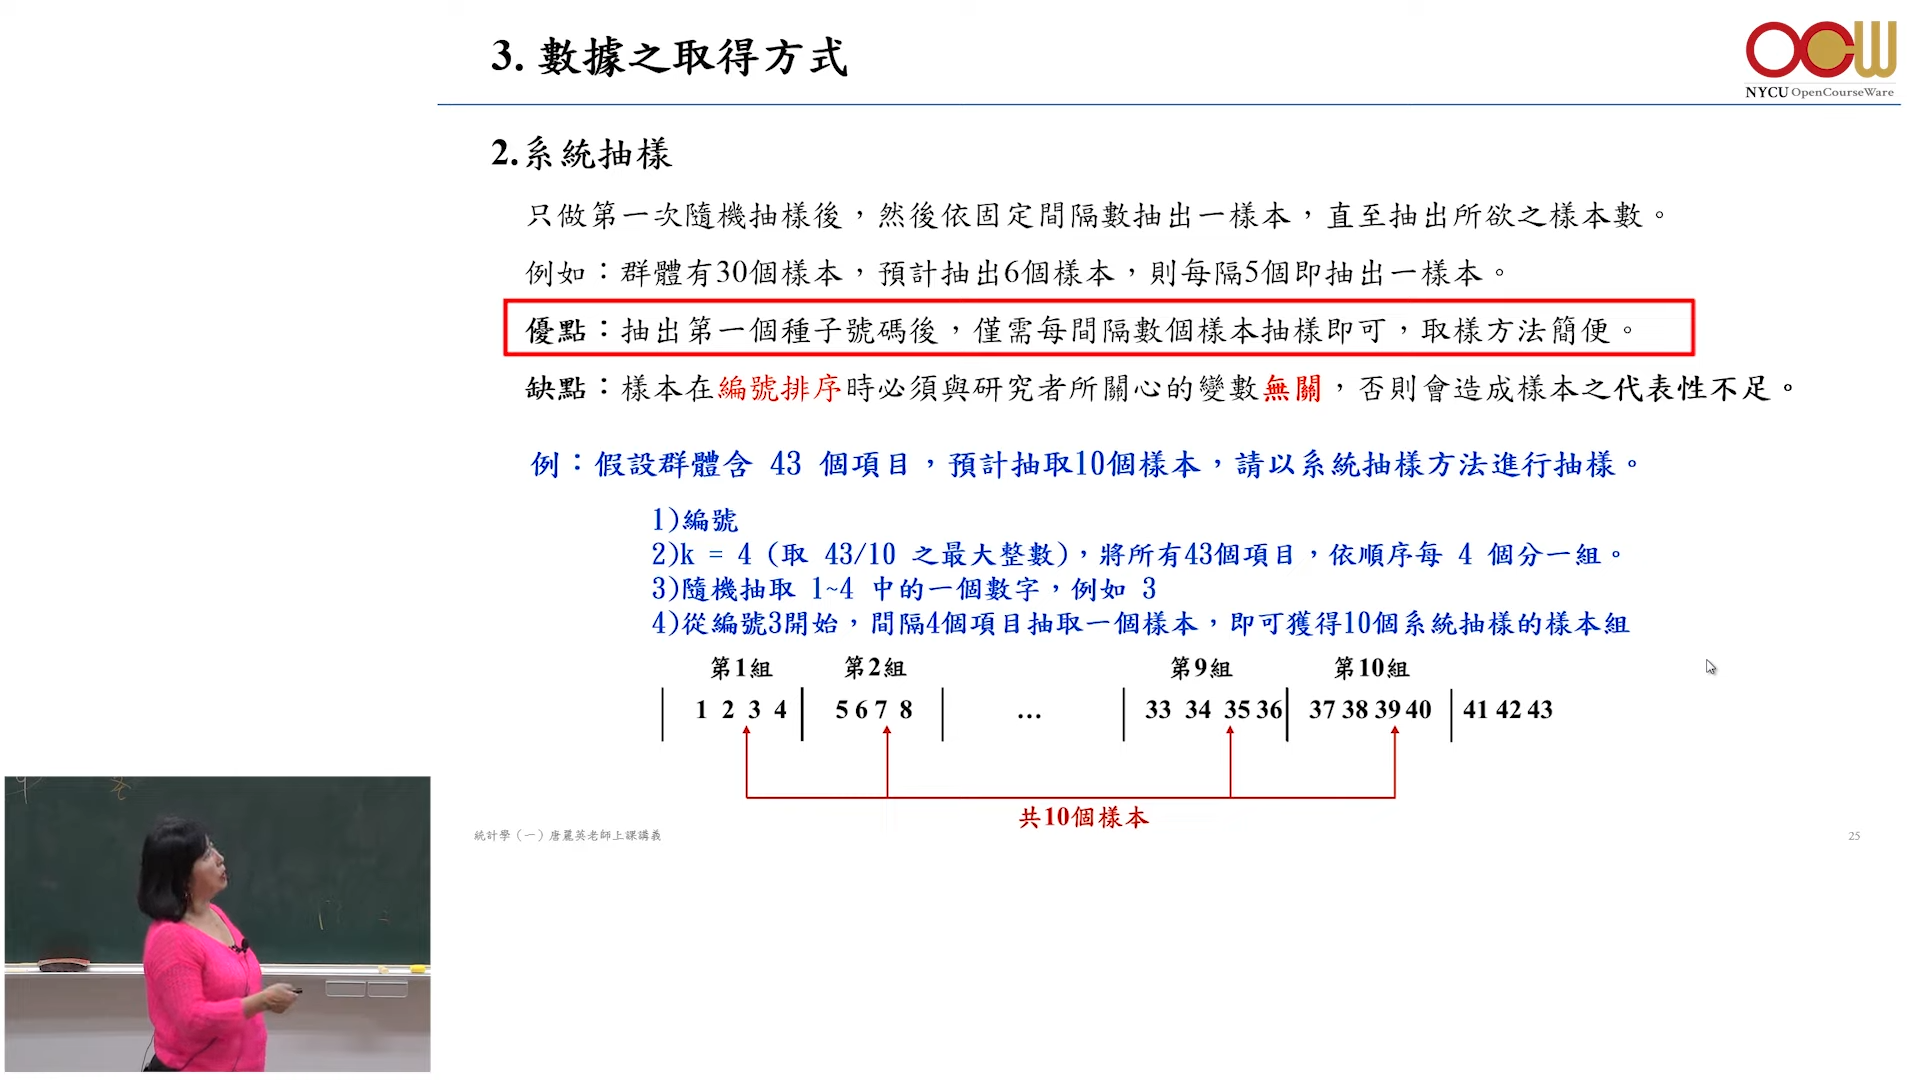 3. 數據之取得方式
OCW
NYCU OpenCourseWare
2.系統抽樣
只做第一次隨機抽樣後，然後依固定間隔數抽出一樣本，直至抽出所欲之樣本數。
例如：群體有30個樣本，預計抽出6個樣本，則每隔5個即抽出一樣本。
優點：抽出第一個種子號碼後，僅需每間隔數個樣本抽樣即可，取樣方法簡便。
缺點：樣本在編號排序時必須與研究者所關心的變數無關，否則會造成樣本之代表性不足。
例：假設群體含 43 個項目，預計抽取10個樣本，請以系統抽樣方法進行抽樣。
1)編號
2)k = 4 (取 43/10 之最大整數)，將所有43個項目，依順序每 4 個分一組。
3)隨機抽取 1~4 中的一個數字，例如 3
4)從編號3開始，間隔4個項目抽取一個樣本，即可獲得10個系統抽樣的樣本組
第1組 第2組 第9組 第10組
1 2 3 4 5 6 7 8 … 33 34 35 36 37 38 39 40 41 42 43
共10個樣本
統計學（一）唐麗英老師上課講義
25